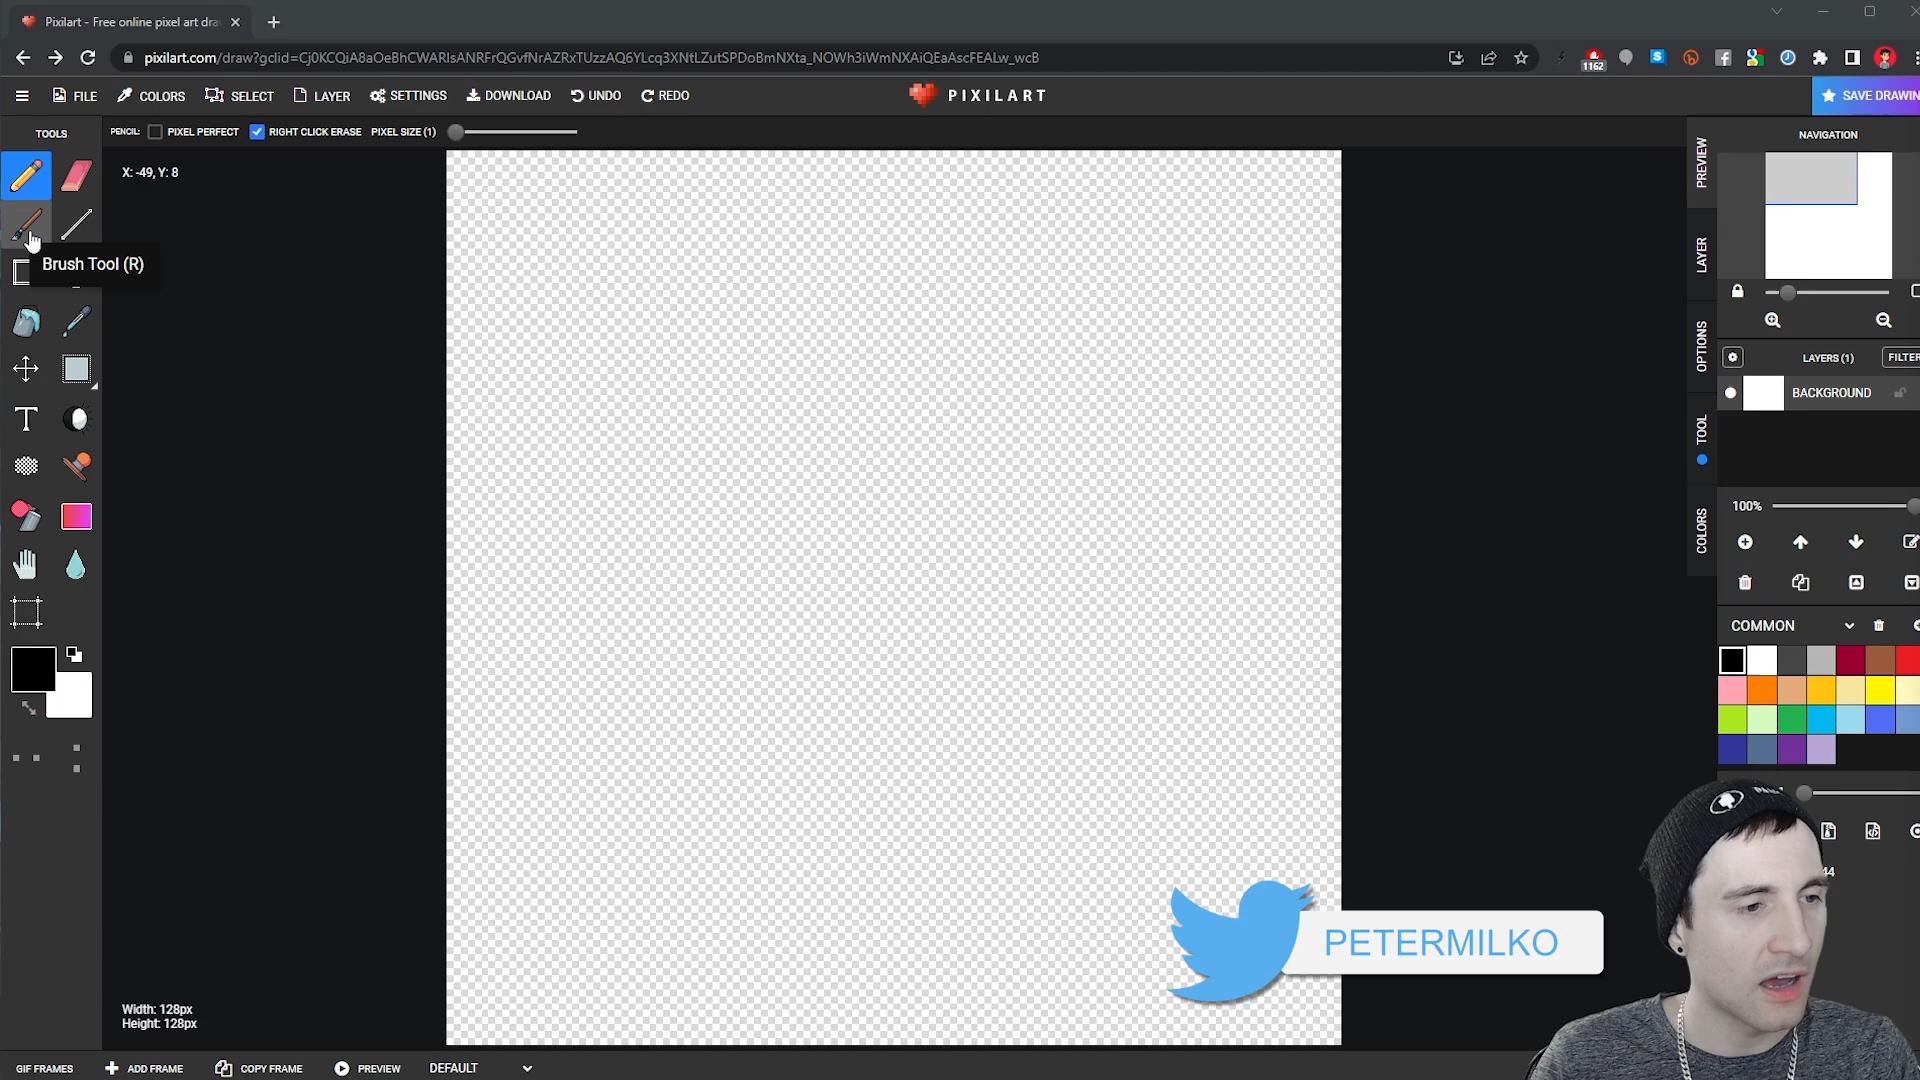 Pixilart - Free online pixel art dra
pixilart.com/draw?gclid=Cj0KCQiA8aOeBhCWARIsANRFrQGvfNrAZRxTUzzAQ6YLcq3XNtLZutSPDoBmNXta_NOWh3iWmNXAiQEaAscFEALw_wcB
1162
FILE COLORS SELECT LAYER SETTINGS DOWNLOAD UNDO REDO
PIXILART
SAVE DRAWIN
TOOLS
PENCIL: PIXEL PERFECT RIGHT CLICK ERASE PIXEL SIZE (1)
NAVIGATION
X: -49, Y: 8
Brush Tool (R)
PREVIEW
LAYER
OPTIONS
TOOL
COLORS
LAYERS (1) FILTER
BACKGROUND
100%
COMMON
44
PETERMILKO
Width: 128px
Height: 128px
GIF FRAMES ADD FRAME COPY FRAME PREVIEW DEFAULT